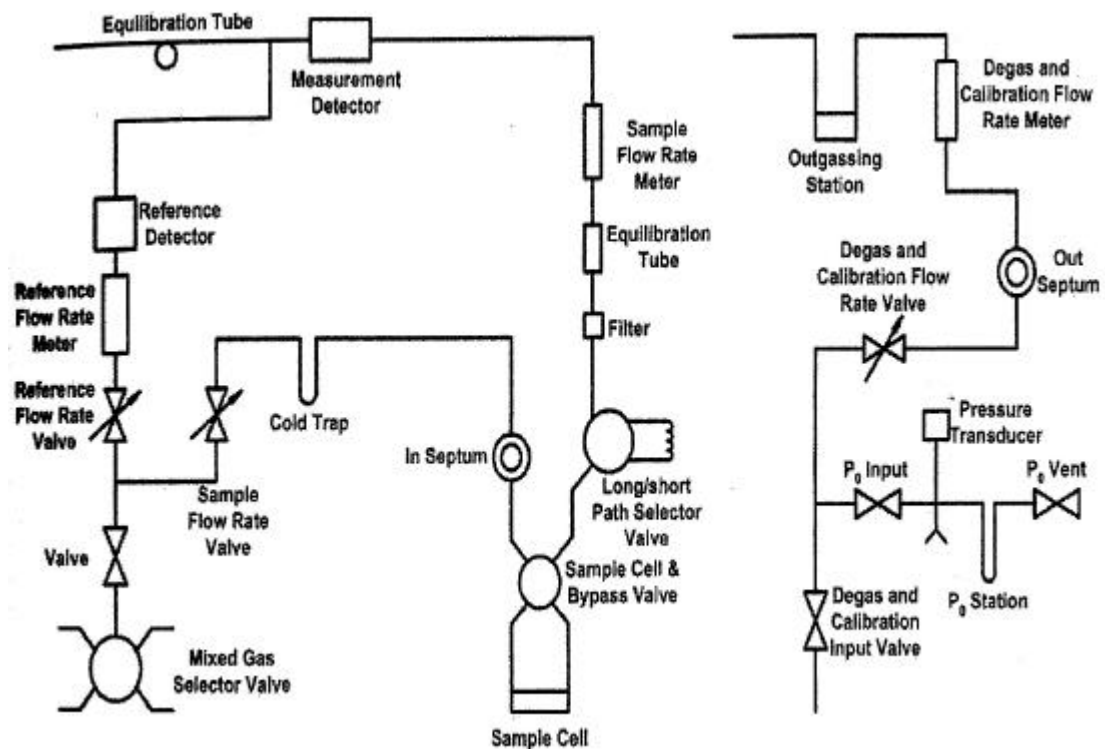 Equilibration Tube
Measurement
Detector
Degas and
Calibration Flow
Rate Meter
Sample
Flow Rate
Meter
Outgassing
Station
Reference
Detector
Equilibration
Tube
Degas and
Calibration Flow
Rate Valve
Out
Septum
Reference
Flow Rate
Meter
Filter
Reference
Flow Rate
Valve
Cold Trap
Pressure
Transducer
In Septum
P₀ Input
P₀ Vent
Sample
Flow Rate
Valve
Long/short
Path Selector
Valve
Valve
Sample Cell &
Bypass Valve
P₀ Station
Degas and
Calibration
Input Valve
Mixed Gas
Selector Valve
Sample Cell